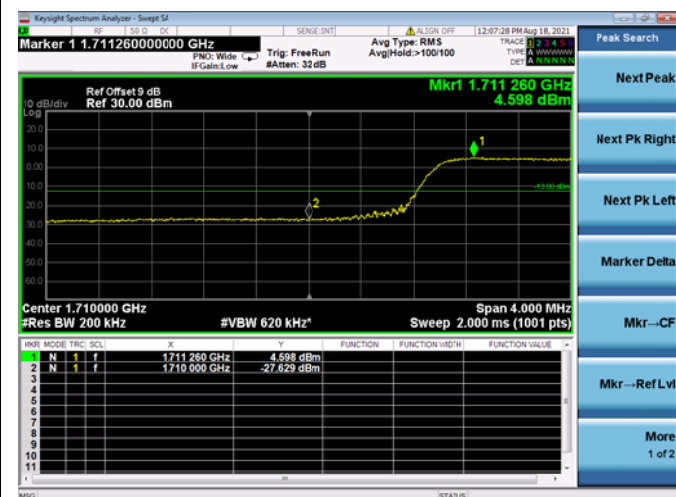 Keysight Spectrum Analyzer - Swept SA
RF 50 Ω DC SENSE:INT ALIGN OFF 12:07:28 PM Aug 18, 2021
Marker 1 1.711260000000 GHz
PNO: Wide
IFGain:Low
Trig: FreeRun
#Atten: 32dB
Avg Type: RMS
Avg|Hold:>100/100
TRACE 1 2 3 4 5 6
TYPE A WWWWW
DET A NNNNN
Peak Search
Ref Offset 9 dB
Ref 30.00 dBm
10 dB/div
Log
Mkr1 1.711 260 GHz
4.598 dBm
20.0
10.0
0.00
-10.0
-20.0
-30.0
-40.0
-50.0
-60.0
1
2
-13.00 dBm
Center 1.710000 GHz Span 4.000 MHz
#Res BW 200 kHz #VBW 620 kHz* Sweep 2.000 ms (1001 pts)
MKR MODE TRC SCL X Y FUNCTION FUNCTION WIDTH FUNCTION VALUE
1 N 1 f 1.711 260 GHz 4.598 dBm
2 N 1 f 1.710 000 GHz -27.629 dBm
3
4
5
6
7
8
9
10
11
Next Peak
Next Pk Right
Next Pk Left
Marker Delta
Mkr→CF
Mkr→Ref Lvl
More
1 of 2
MSG STATUS